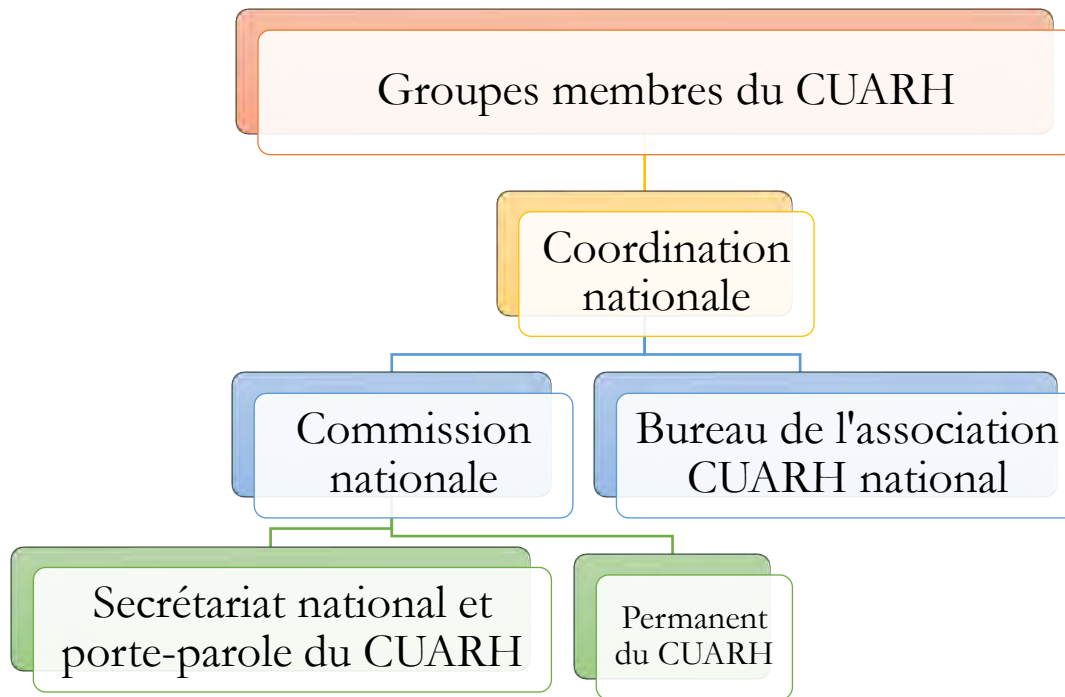 Groupes membres du CUARH
Coordination
nationale
Commission
nationale
Bureau de l'association
CUARH national
Secrétariat national et
porte-parole du CUARH
Permanent
du CUARH